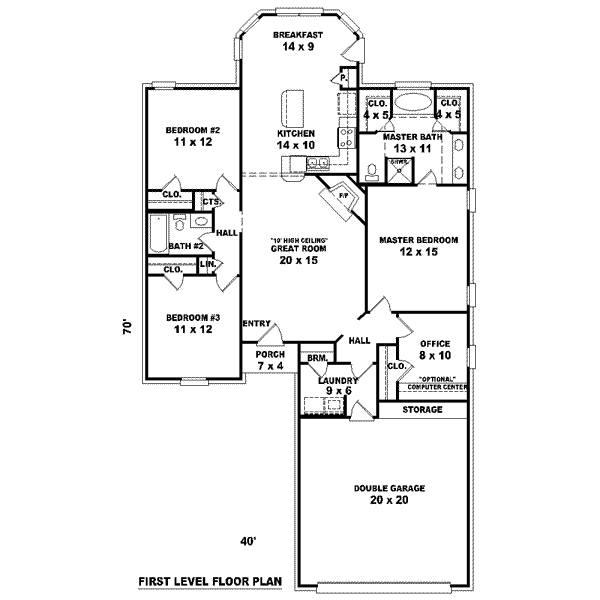 BREAKFAST
14 x 9
P.
CLO.
4 x 5
CLO.
4 x 5
BEDROOM #2
11 x 12
KITCHEN
14 x 10
MASTER BATH
13 x 11
SHWR.
CLO.
CTS.
F/P
HALL
BATH #2
"10' HIGH CEILING"
GREAT ROOM
20 x 15
MASTER BEDROOM
12 x 15
CLO.
LIN.
BEDROOM #3
11 x 12
70'
ENTRY
HALL
OFFICE
8 x 10
PORCH
7 x 4
BRM.
CLO.
LAUNDRY
9 x 6
"OPTIONAL"
COMPUTER CENTER
STORAGE
DOUBLE GARAGE
20 x 20
40'
FIRST LEVEL FLOOR PLAN